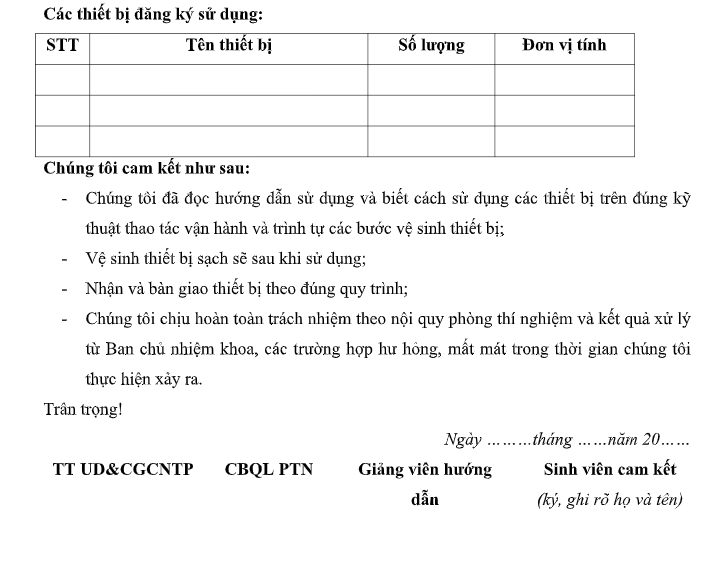 Các thiết bị đăng ký sử dụng:
STT Tên thiết bị Số lượng Đơn vị tính
Chúng tôi cam kết như sau:
- Chúng tôi đã đọc hướng dẫn sử dụng và biết cách sử dụng các thiết bị trên đúng kỹ
thuật thao tác vận hành và trình tự các bước vệ sinh thiết bị;
- Vệ sinh thiết bị sạch sẽ sau khi sử dụng;
- Nhận và bàn giao thiết bị theo đúng quy trình;
- Chúng tôi chịu hoàn toàn trách nhiệm theo nội quy phòng thí nghiệm và kết quả xử lý
từ Ban chủ nhiệm khoa, các trường hợp hư hỏng, mất mát trong thời gian chúng tôi
thực hiện xảy ra.
Trân trọng!
Ngày ………tháng ……năm 20……
TT UD&CGCNTP CBQL PTN Giảng viên hướng Sinh viên cam kết
dẫn (ký, ghi rõ họ và tên)